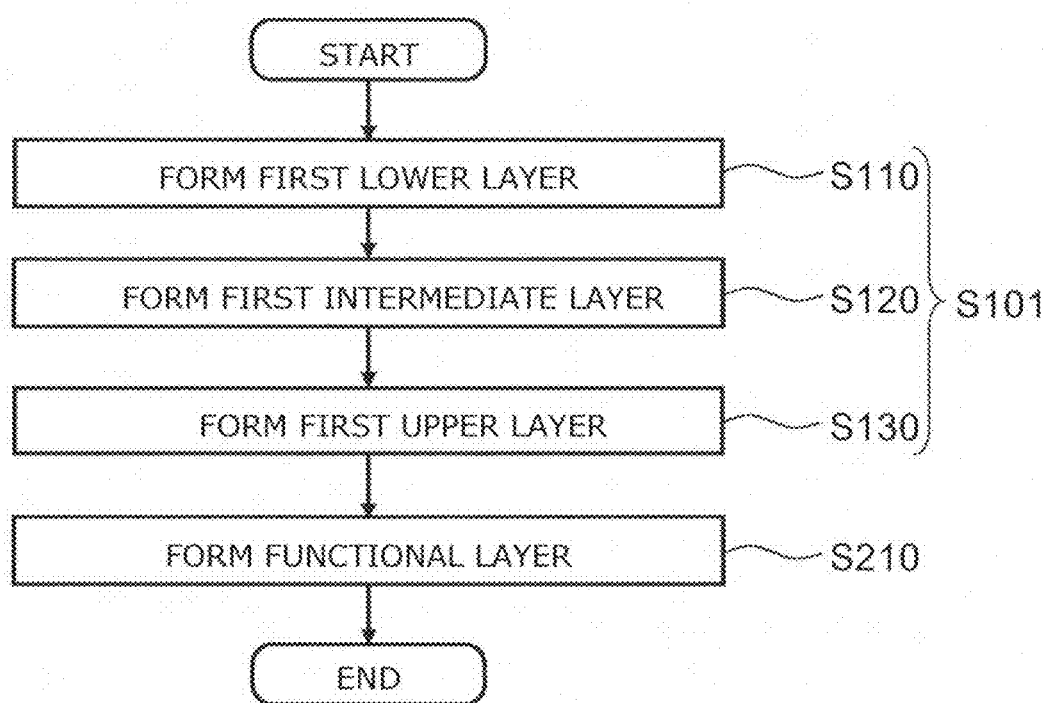 START
FORM FIRST LOWER LAYER
S110
FORM FIRST INTERMEDIATE LAYER
S120
S101
FORM FIRST UPPER LAYER
S130
FORM FUNCTIONAL LAYER
S210
END